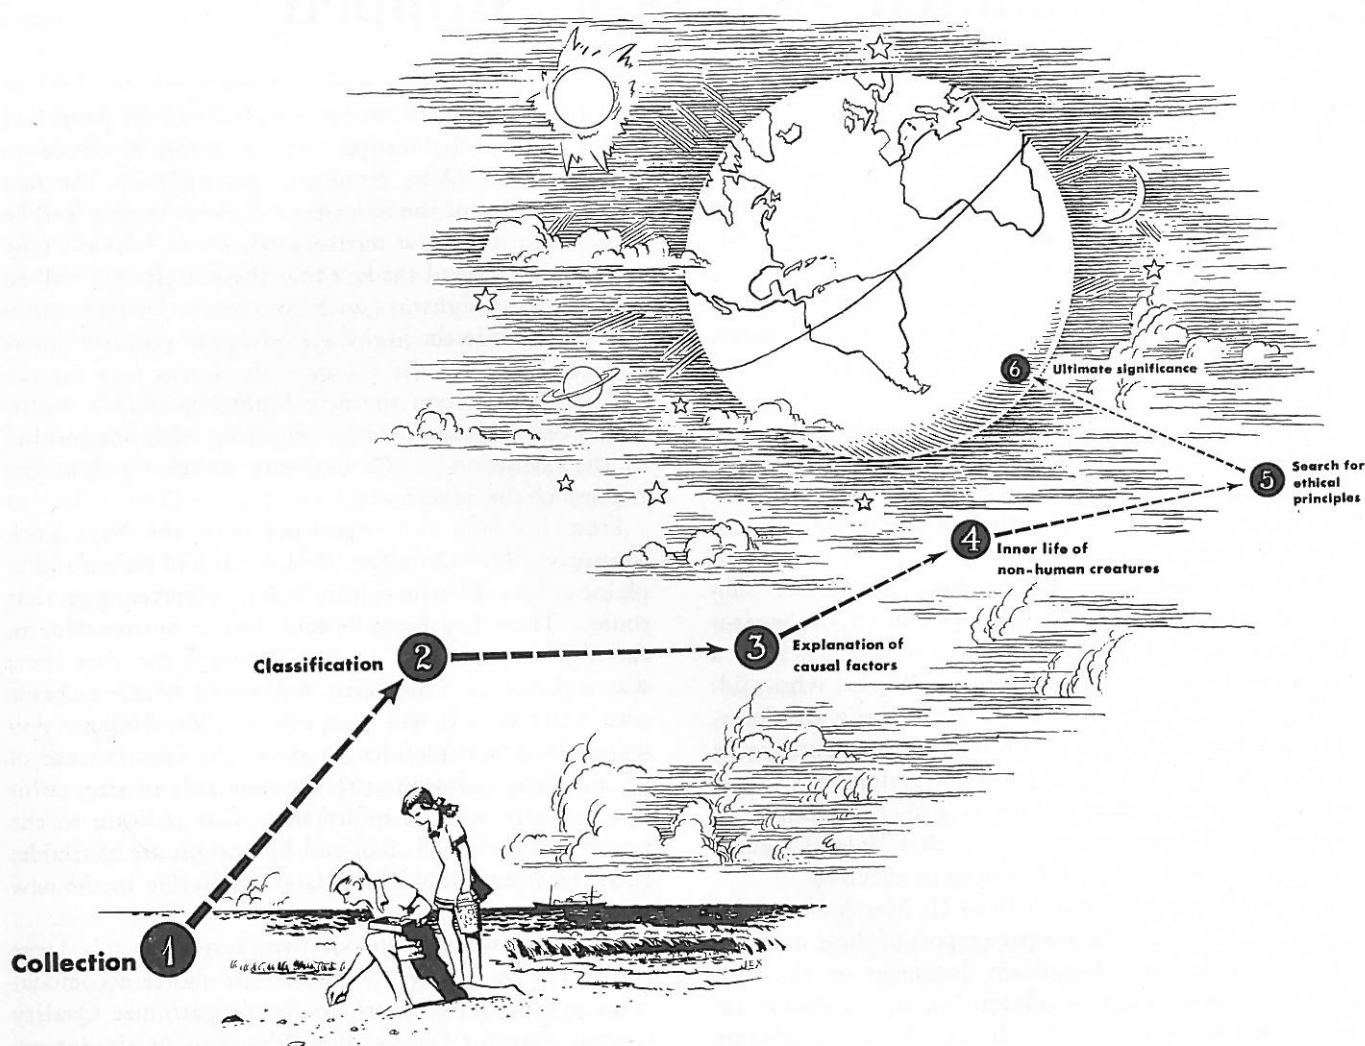 1
Collection
2
Classification
3
Explanation of
causal factors
4
Inner life of
non-human creatures
5
Search for
ethical
principles
6
Ultimate significance
JEX